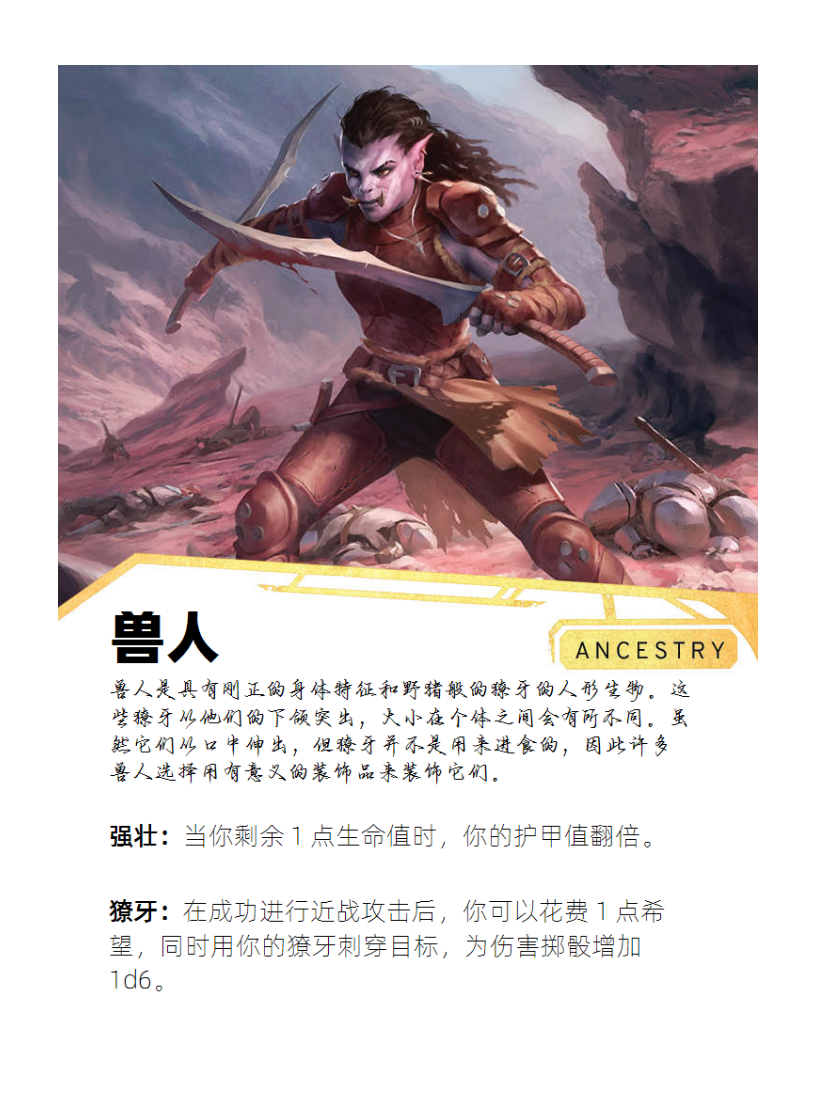 兽人
ANCESTRY
兽人是具有刚正的身体特征和野猪般的獠牙的人形生物。这
些獠牙从他们的下颌突出，大小在个体之间会有所不同。虽
然它们从口中伸出，但獠牙并不是用来进食的，因此许多
兽人选择用有意义的装饰品来装饰它们。
强壮：当你剩余 1 点生命值时，你的护甲值翻倍。
獠牙：在成功进行近战攻击后，你可以花费 1 点希
望，同时用你的獠牙刺穿目标，为伤害掷骰增加
1d6。